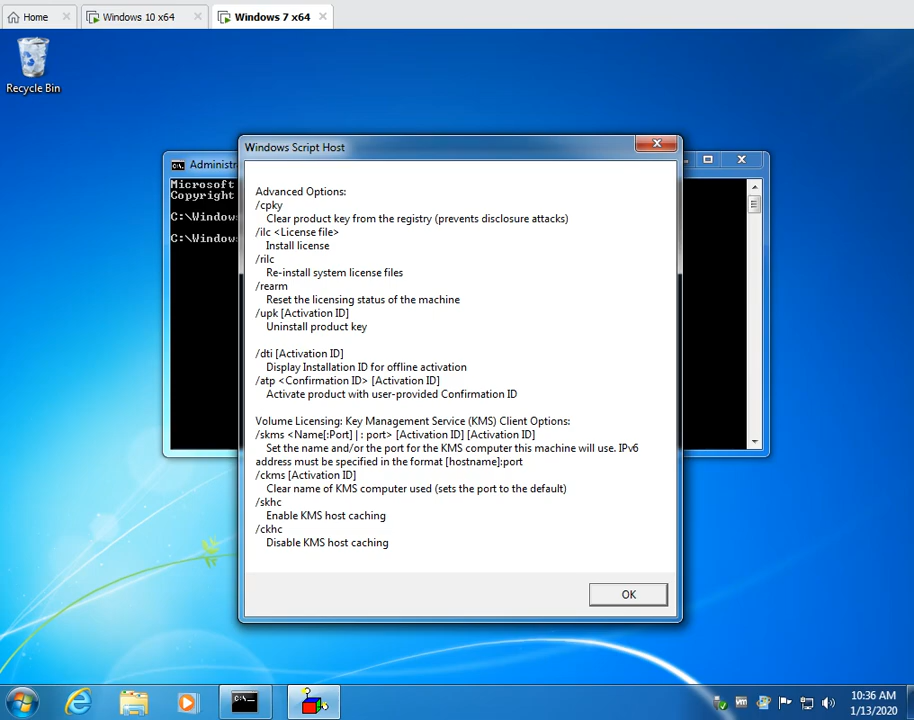 Home
Windows 10 x64
Windows 7 x64
Recycle Bin
Administr
Microsoft
Copyright
C:\Window
C:\Window
Windows Script Host
Advanced Options:
/cpky
Clear product key from the registry (prevents disclosure attacks)
/ilc <License file>
Install license
/rilc
Re-install system license files
/rearm
Reset the licensing status of the machine
/upk [Activation ID]
Uninstall product key
/dti [Activation ID]
Display Installation ID for offline activation
/atp <Confirmation ID> [Activation ID]
Activate product with user-provided Confirmation ID
Volume Licensing: Key Management Service (KMS) Client Options:
/skms <Name[:Port] | : port> [Activation ID] [Activation ID]
Set the name and/or the port for the KMS computer this machine will use. IPv6
address must be specified in the format [hostname]:port
/ckms [Activation ID]
Clear name of KMS computer used (sets the port to the default)
/skhc
Enable KMS host caching
/ckhc
Disable KMS host caching
OK
10:36 AM
1/13/2020